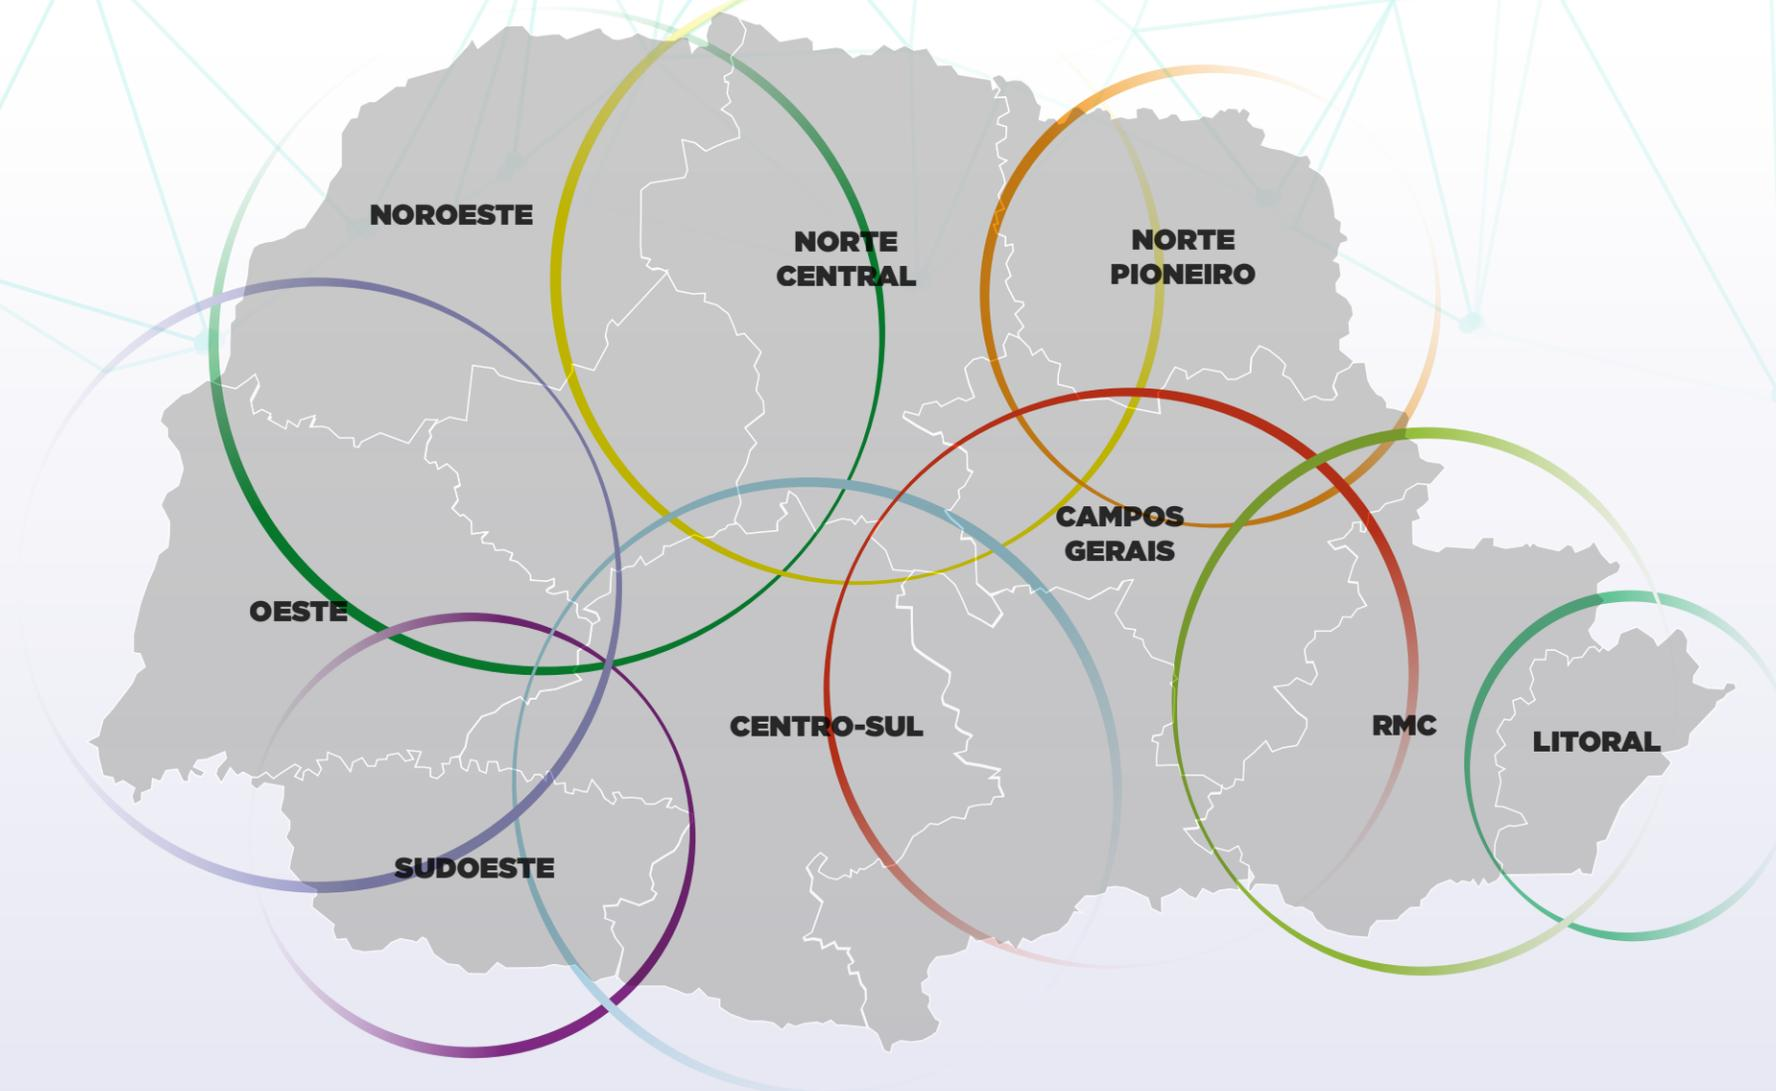 NOROESTE
NORTE
CENTRAL
NORTE
PIONEIRO
CAMPOS
GERAIS
OESTE
CENTRO-SUL
RMC
LITORAL
SUDOESTE